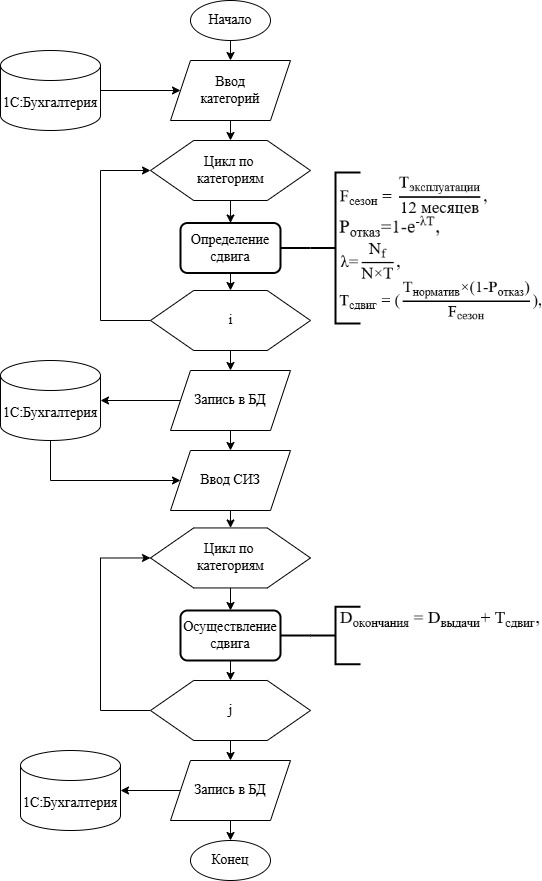 Начало
Ввод
категорий
1С:Бухгалтерия
Цикл по
категориям
Определение
сдвига
Fсезон = Tэксплуатации / 12 месяцев,
Pотказ=1-e^-λT,
λ= Nf / N×T,
Tсдвиг = (Tнорматив×(1-Pотказ) / Fсезон),
i
Запись в БД
1С:Бухгалтерия
Ввод СИЗ
Цикл по
категориям
Осуществление
сдвига
Dокончания = Dвыдачи+ Tсдвиг,
j
Запись в БД
1С:Бухгалтерия
Конец